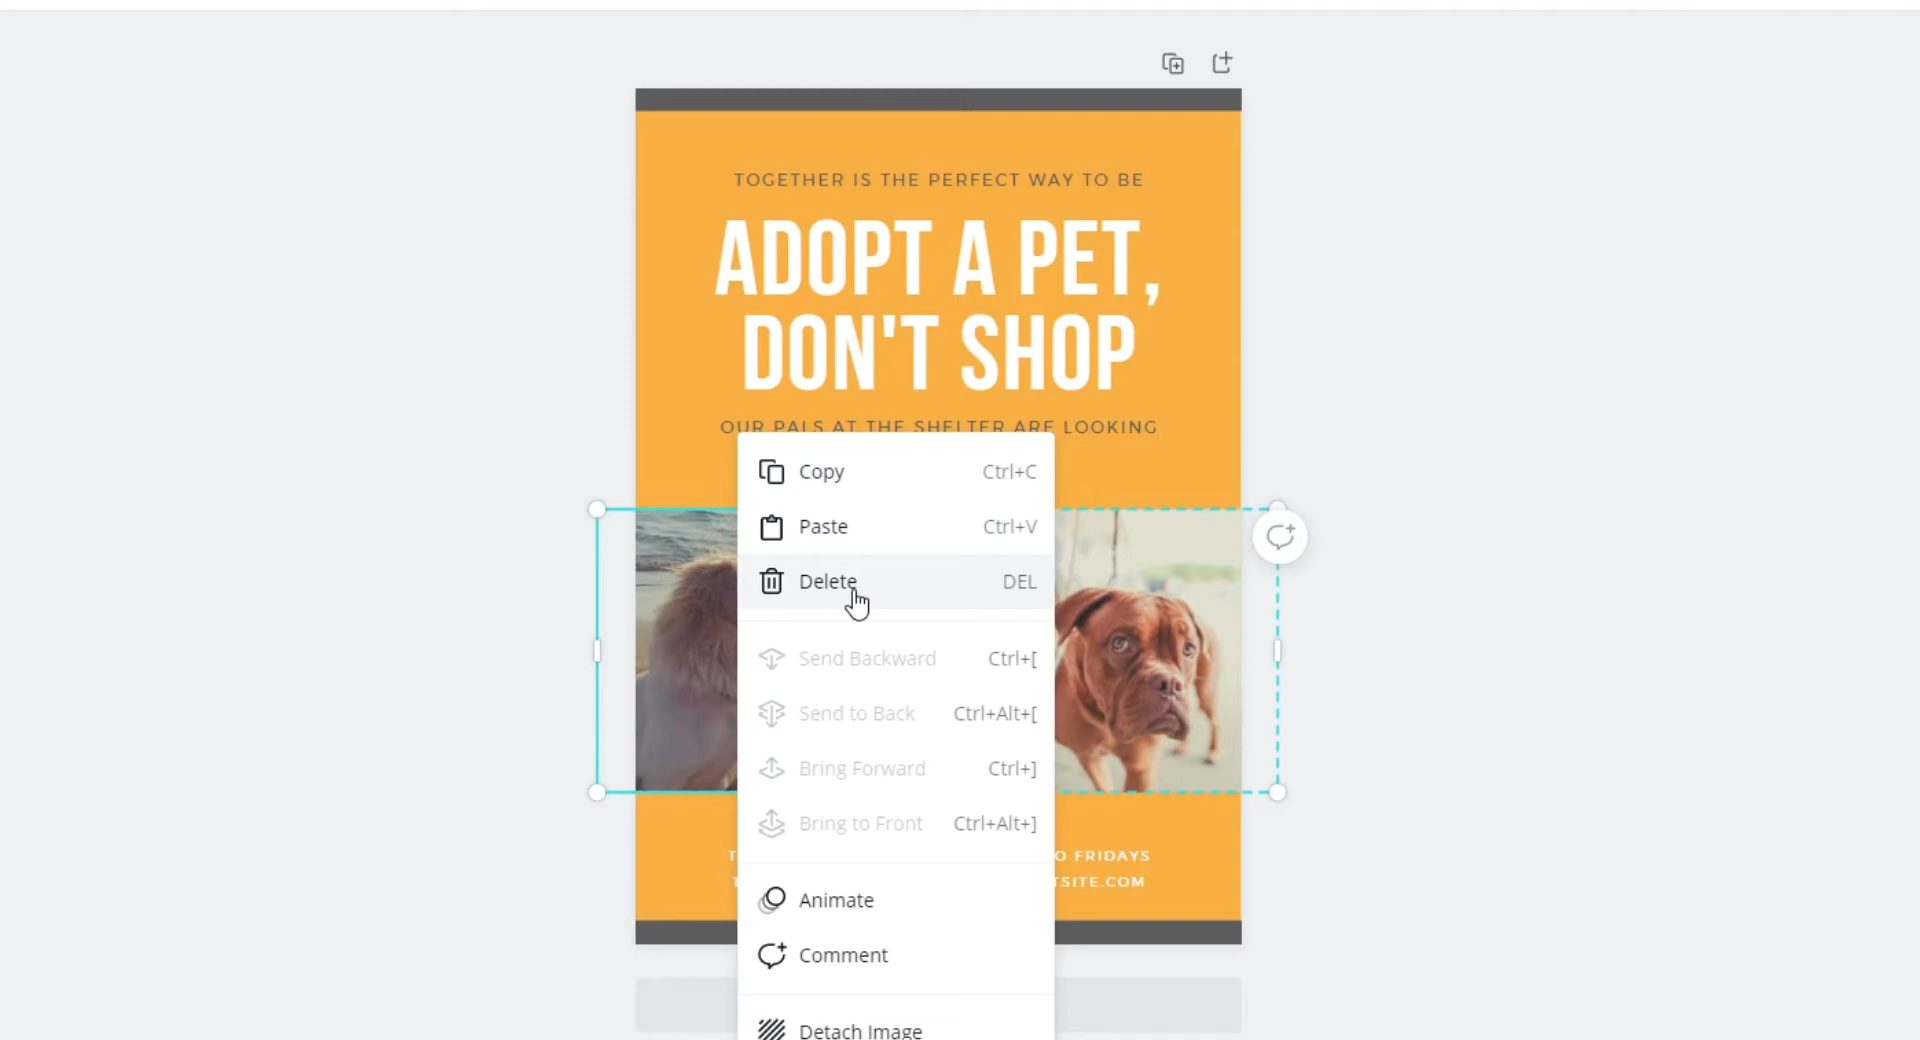 TOGETHER IS THE PERFECT WAY TO BE
ADOPT A PET,
DON'T SHOP
OUR PALS AT THE SHELTER ARE LOOKING
Copy Ctrl+C
Paste Ctrl+V
Delete DEL
Send Backward Ctrl+[
Send to Back Ctrl+Alt+[
Bring Forward Ctrl+]
Bring to Front Ctrl+Alt+]
FRIDAYS
SITE.COM
Animate
Comment
Detach Image